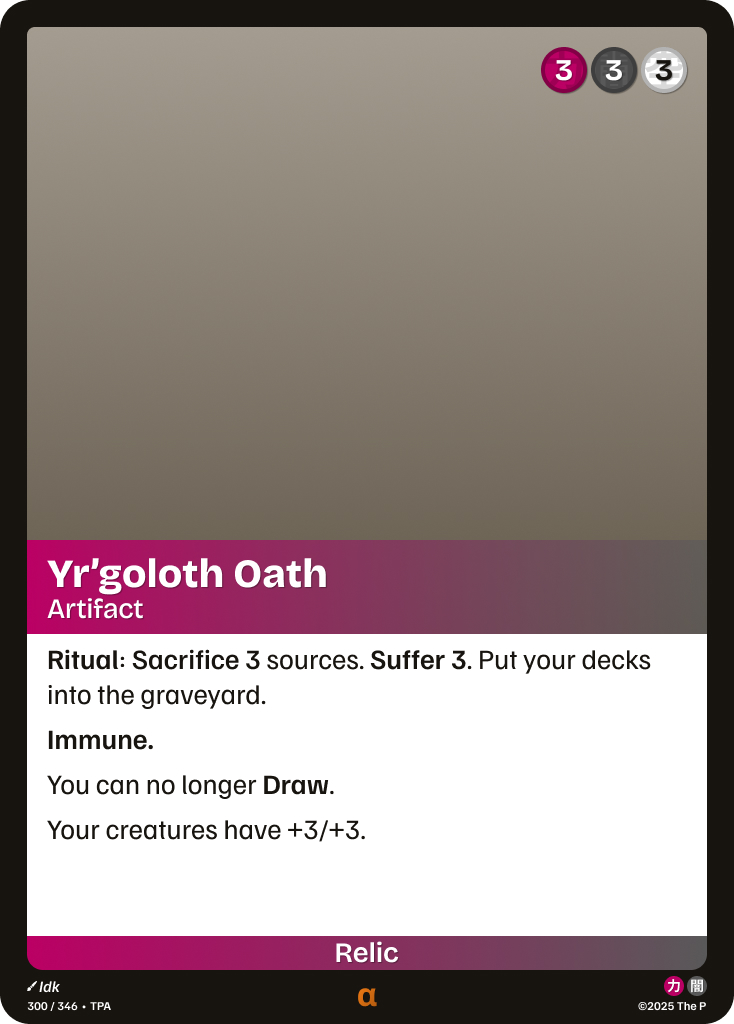 3 3 3
Yr'goloth Oath
Artifact
Ritual: Sacrifice 3 sources. Suffer 3. Put your decks
into the graveyard.
Immune.
You can no longer Draw.
Your creatures have +3/+3.
Relic
Idk
300 / 346 • TPA
α
力 闇
©2025 The P